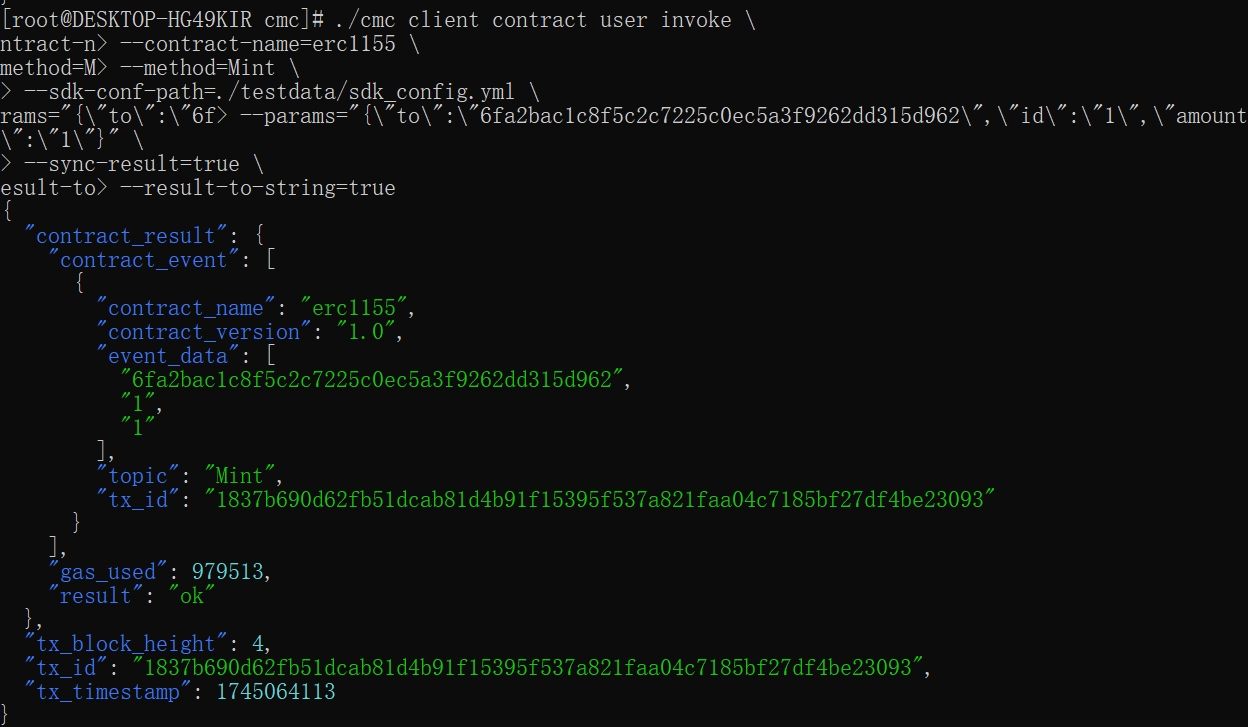 [root@DESKTOP-HG49KIR cmc]# ./cmc client contract user invoke \
ntract-n> --contract-name=erc1155 \
method=M> --method=Mint \
> --sdk-conf-path=./testdata/sdk_config.yml \
rams="{\"to\":\"6f> --params="{\"to\":\"6fa2bac1c8f5c2c7225c0ec5a3f9262dd315d962\",\"id\":\"1\",\"amount
\":\"1\"}" \
> --sync-result=true \
esult-to> --result-to-string=true
{
  "contract_result": {
    "contract_event": [
      {
        "contract_name": "erc1155",
        "contract_version": "1.0",
        "event_data": [
          "6fa2bac1c8f5c2c7225c0ec5a3f9262dd315d962",
          "1",
          "1"
        ],
        "topic": "Mint",
        "tx_id": "1837b690d62fb51dcab81d4b91f15395f537a821faa04c7185bf27df4be23093"
      }
    ],
    "gas_used": 979513,
    "result": "ok"
  },
  "tx_block_height": 4,
  "tx_id": "1837b690d62fb51dcab81d4b91f15395f537a821faa04c7185bf27df4be23093",
  "tx_timestamp": 1745064113
}